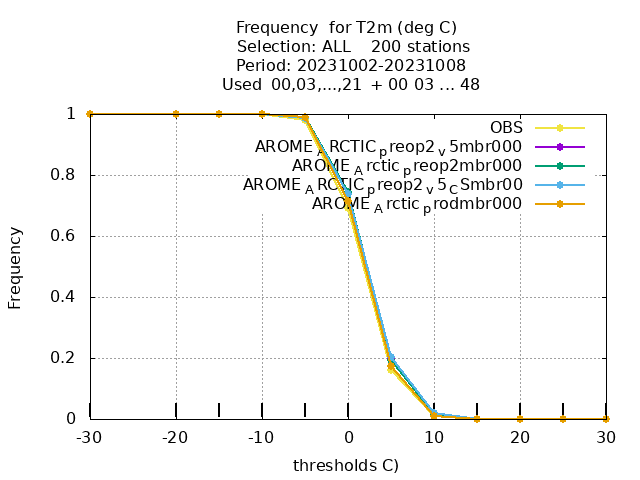 Frequency  for T2m (deg C)
Selection: ALL    200 stations
Period: 20231002-20231008
Used  00,03,...,21  + 00 03 ... 48
OBS
AROME_ARCTIC_preop2_v5mbr000
AROME_Arctic_preop2mbr000
AROME_ARCTIC_preop2_v5_CSmbr00
AROME_Arctic_prodmbr000
1
0.8
0.6
0.4
0.2
0
Frequency
-30 -20 -10 0 10 20 30
thresholds C)